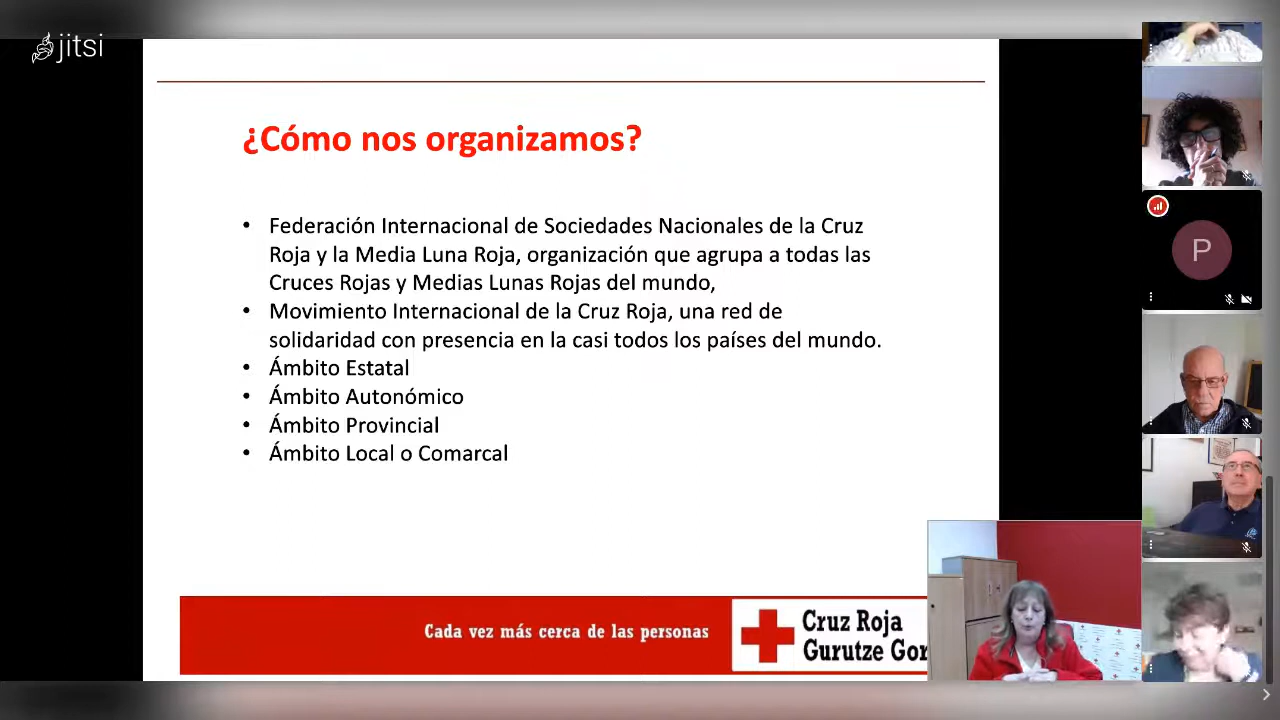 jitsi
¿Cómo nos organizamos?
• Federación Internacional de Sociedades Nacionales de la Cruz
Roja y la Media Luna Roja, organización que agrupa a todas las
Cruces Rojas y Medias Lunas Rojas del mundo,
• Movimiento Internacional de la Cruz Roja, una red de
solidaridad con presencia en la casi todos los países del mundo.
• Ámbito Estatal
• Ámbito Autonómico
• Ámbito Provincial
• Ámbito Local o Comarcal
Cada vez más cerca de las personas
Cruz Roja
Gurutze Gor
P